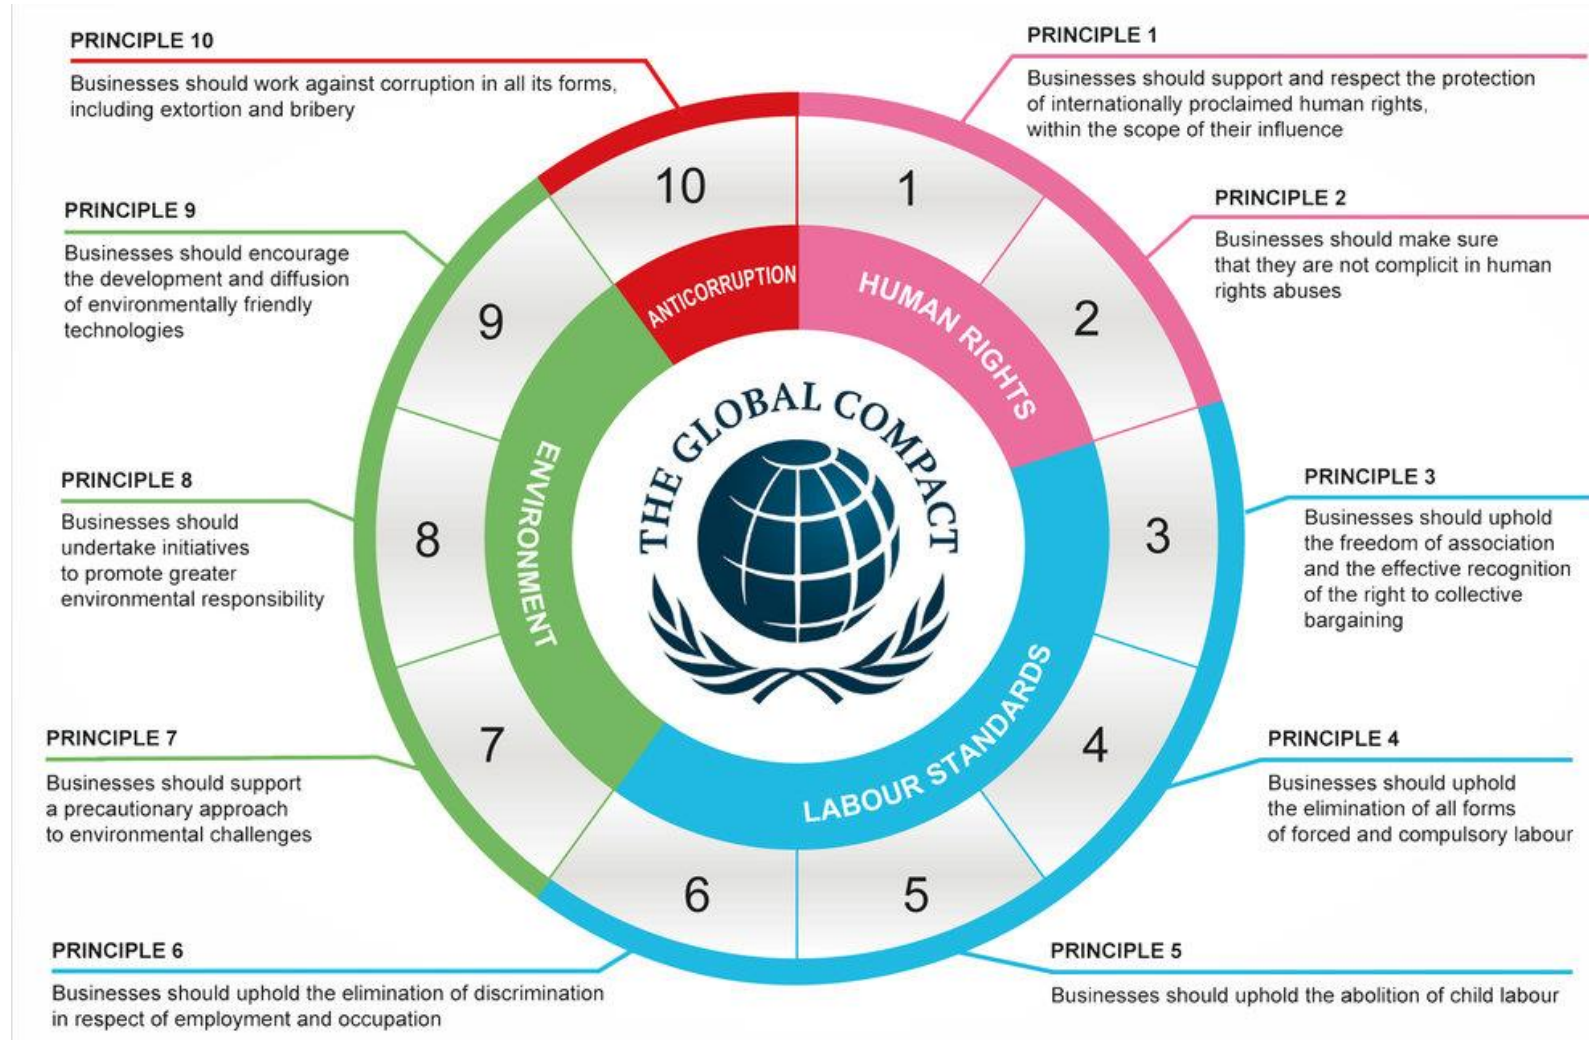 PRINCIPLE 1
Businesses should support and respect the protection
of internationally proclaimed human rights,
within the scope of their influence
PRINCIPLE 2
Businesses should make sure
that they are not complicit in human
rights abuses
PRINCIPLE 3
Businesses should uphold
the freedom of association
and the effective recognition
of the right to collective
bargaining
PRINCIPLE 4
Businesses should uphold
the elimination of all forms
of forced and compulsory labour
PRINCIPLE 5
Businesses should uphold the abolition of child labour
PRINCIPLE 6
Businesses should uphold the elimination of discrimination
in respect of employment and occupation
PRINCIPLE 7
Businesses should support
a precautionary approach
to environmental challenges
PRINCIPLE 8
Businesses should
undertake initiatives
to promote greater
environmental responsibility
PRINCIPLE 9
Businesses should encourage
the development and diffusion
of environmentally friendly
technologies
PRINCIPLE 10
Businesses should work against corruption in all its forms,
including extortion and bribery
1
2
3
4
5
6
7
8
9
10
HUMAN RIGHTS
LABOUR STANDARDS
ENVIRONMENT
ANTICORRUPTION
THE GLOBAL COMPACT